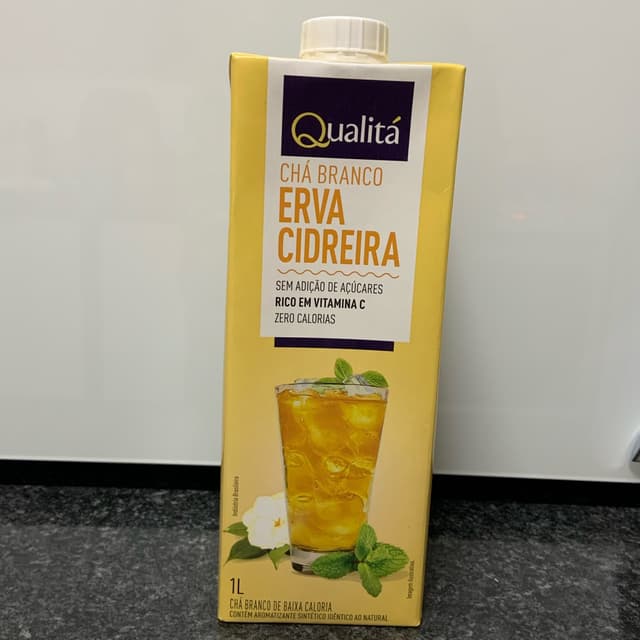 Qualitá
CHÁ BRANCO
ERVA
CIDREIRA
SEM ADIÇÃO DE AÇÚCARES
RICO EM VITAMINA C
ZERO CALORIAS
Indústria Brasileira
Imagem ilustrativa.
1L
CHÁ BRANCO DE BAIXA CALORIA
CONTÉM AROMATIZANTE SINTÉTICO IDÊNTICO AO NATURAL